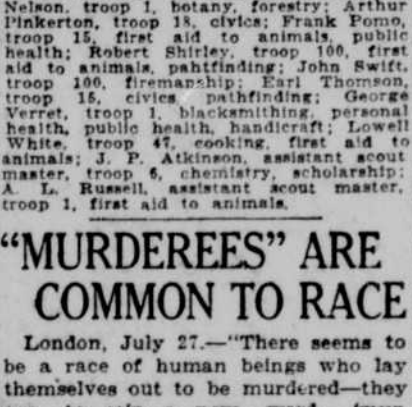 Nelson, troop 1, botany, forestry; Arthur
Pinkerton, troop 18, civics; Frank Pomo,
troop 15, first aid to animals, public
health; Robert Shirley, troop 100, first
aid to animals, pahtfinding; John Swift,
troop 100, firemanship; Earl Thomson,
troop 15, civics, pathfinding; George
Verret, troop 1, blacksmithing, personal
health, public health, handicraft; Lowell
White, troop 47, cooking, first aid to
animals; J. P. Atkinson, assistant scout
master, troop 6, chemistry, scholarship;
A. L. Russell, assistant scout master,
troop 1, first aid to animals.
"MURDEREES" ARE
COMMON TO RACE
London, July 27.—"There seems to
be a race of human beings who lay
themselves out to be murdered—they